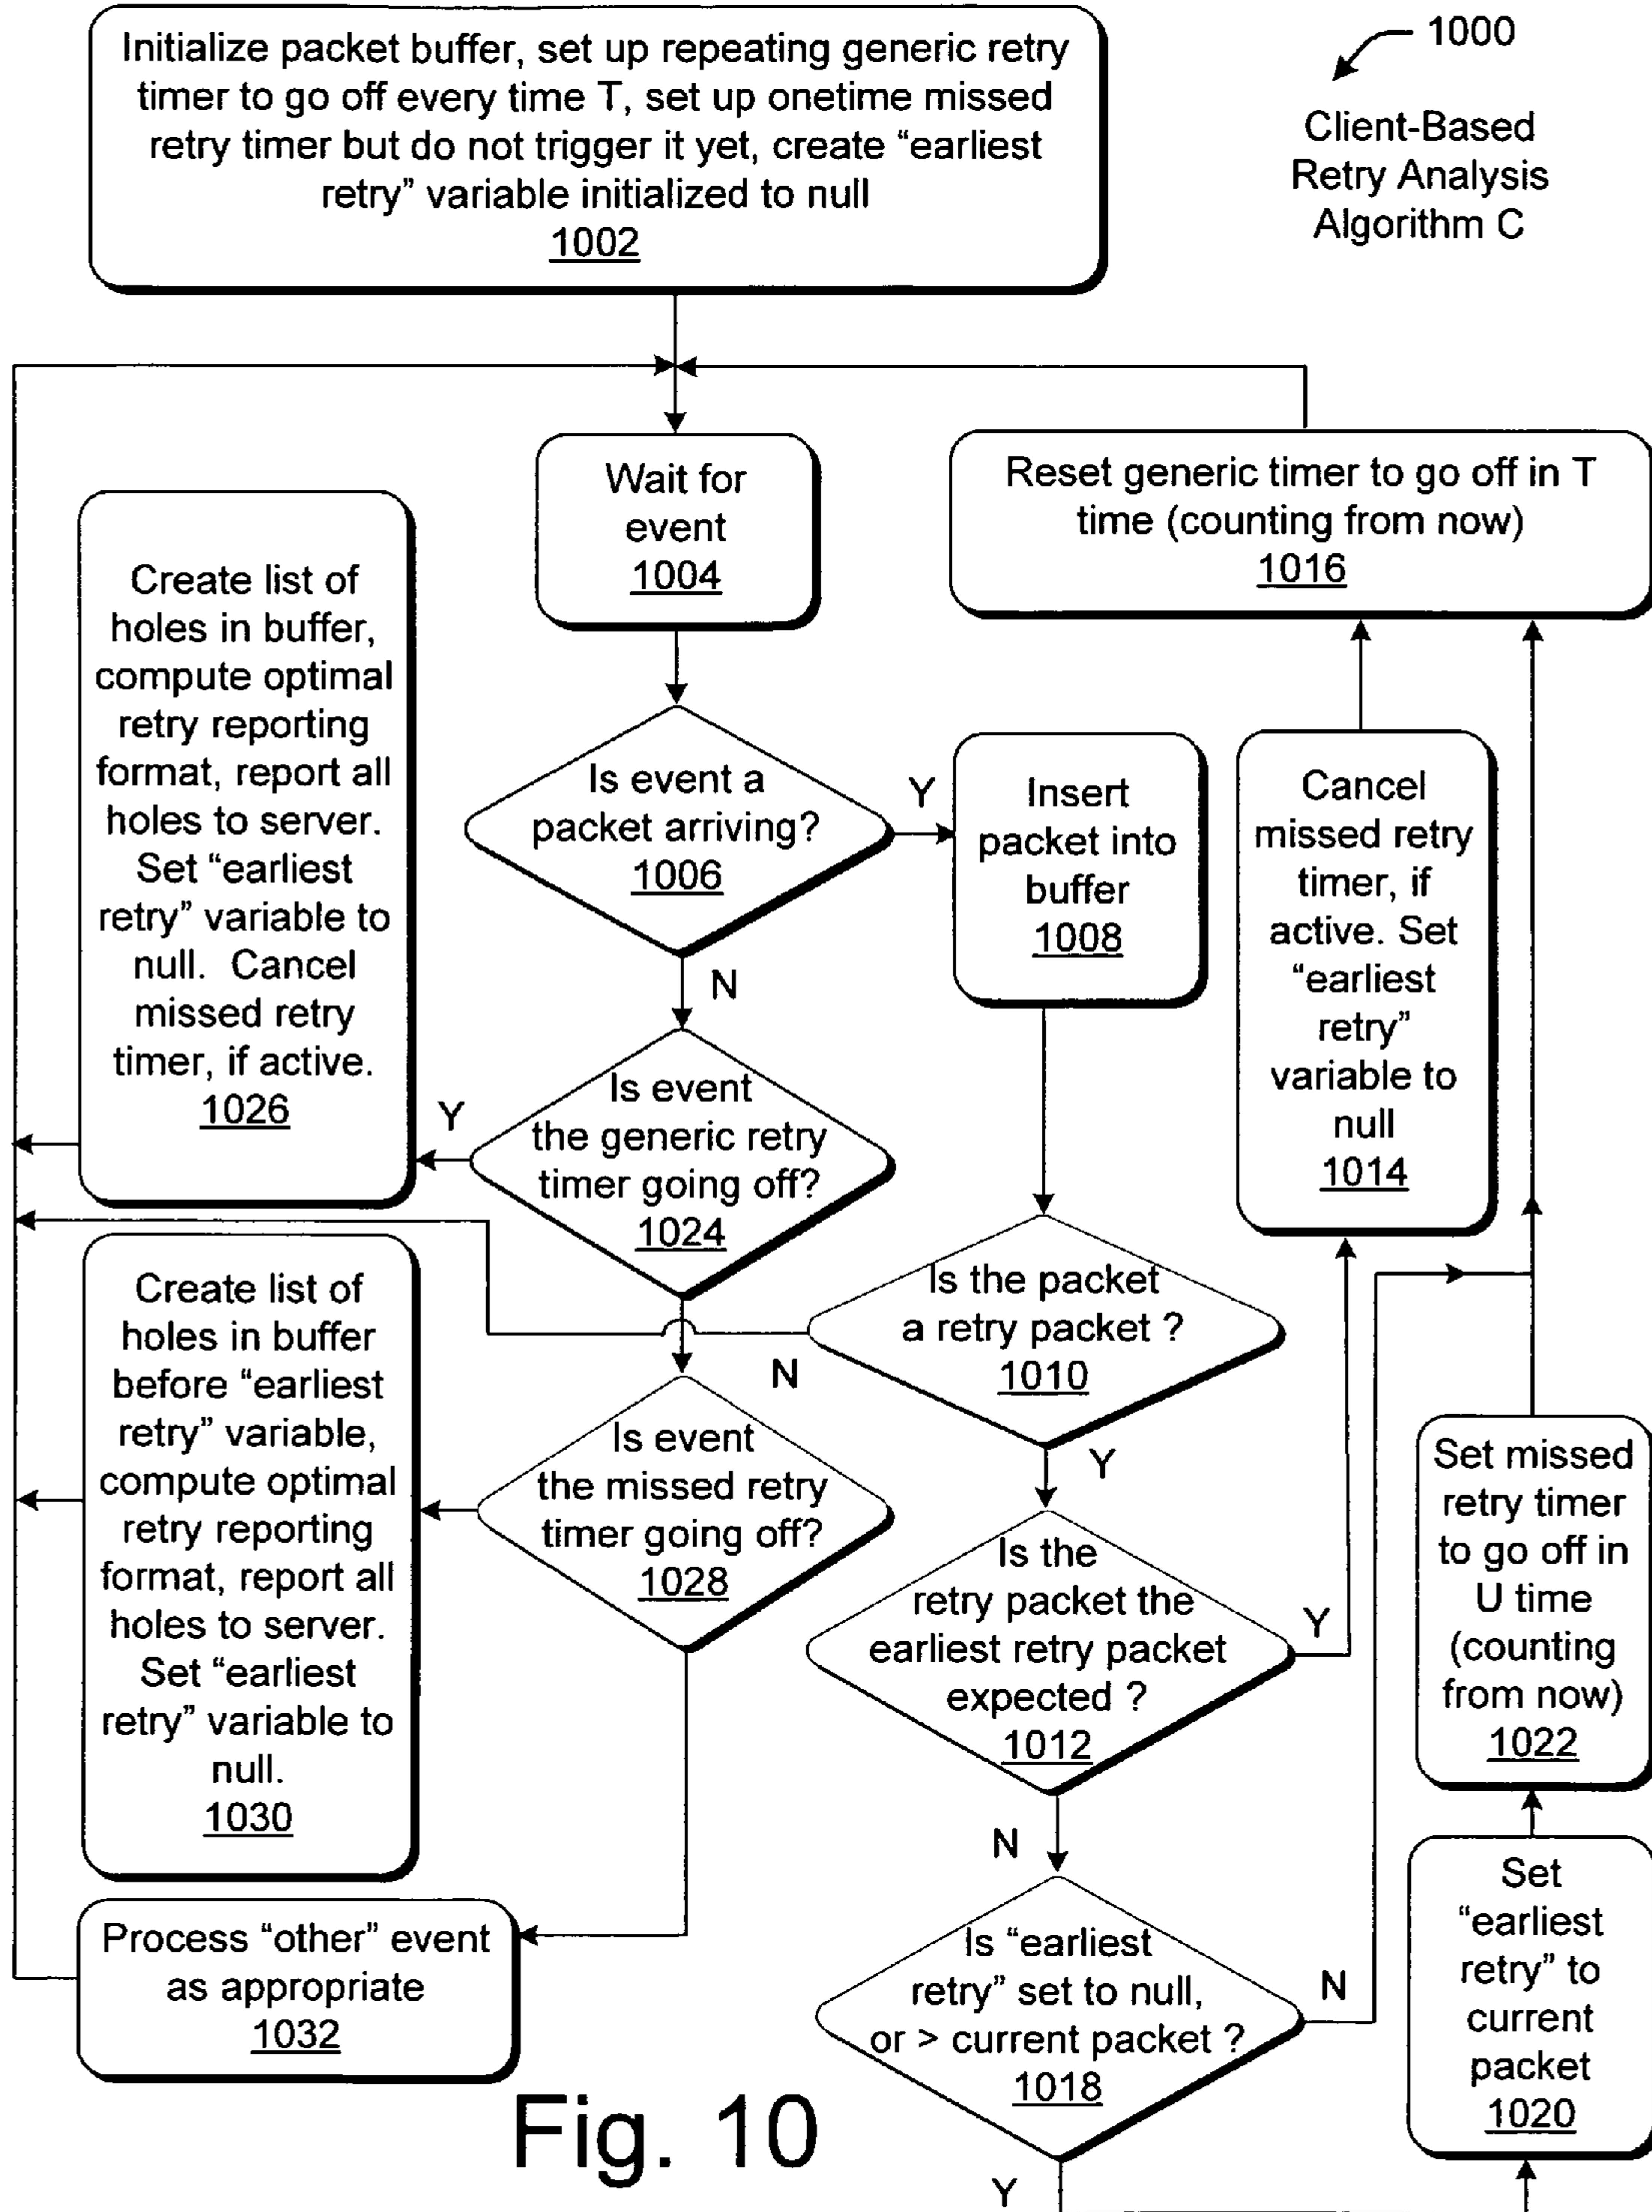 Initialize packet buffer, set up repeating generic retry
timer to go off every time T, set up onetime missed
retry timer but do not trigger it yet, create “earliest
retry” variable initialized to null
1002
1000
Client-Based
Retry Analysis
Algorithm C
Wait for
event
1004
Reset generic timer to go off in T
time (counting from now)
1016
Create list of
holes in buffer,
compute optimal
retry reporting
format, report all
holes to server.
Set “earliest
retry” variable to
null. Cancel
missed retry
timer, if active.
1026
Is event a
packet arriving?
1006
Y
N
Insert
packet into
buffer
1008
Cancel
missed retry
timer, if
active. Set
“earliest
retry”
variable to
null
1014
Is event
the generic retry
timer going off?
1024
Y
Is the packet
a retry packet ?
1010
N
Y
Create list of
holes in buffer
before “earliest
retry” variable,
compute optimal
retry reporting
format, report all
holes to server.
Set “earliest
retry” variable to
null.
1030
Is event
the missed retry
timer going off?
1028
Is the
retry packet the
earliest retry packet
expected ?
1012
Y
N
Set missed
retry timer
to go off in
U time
(counting
from now)
1022
Process “other” event
as appropriate
1032
Is “earliest
retry” set to null,
or > current packet ?
1018
N
Y
Set
“earliest
retry” to
current
packet
1020
Fig. 10